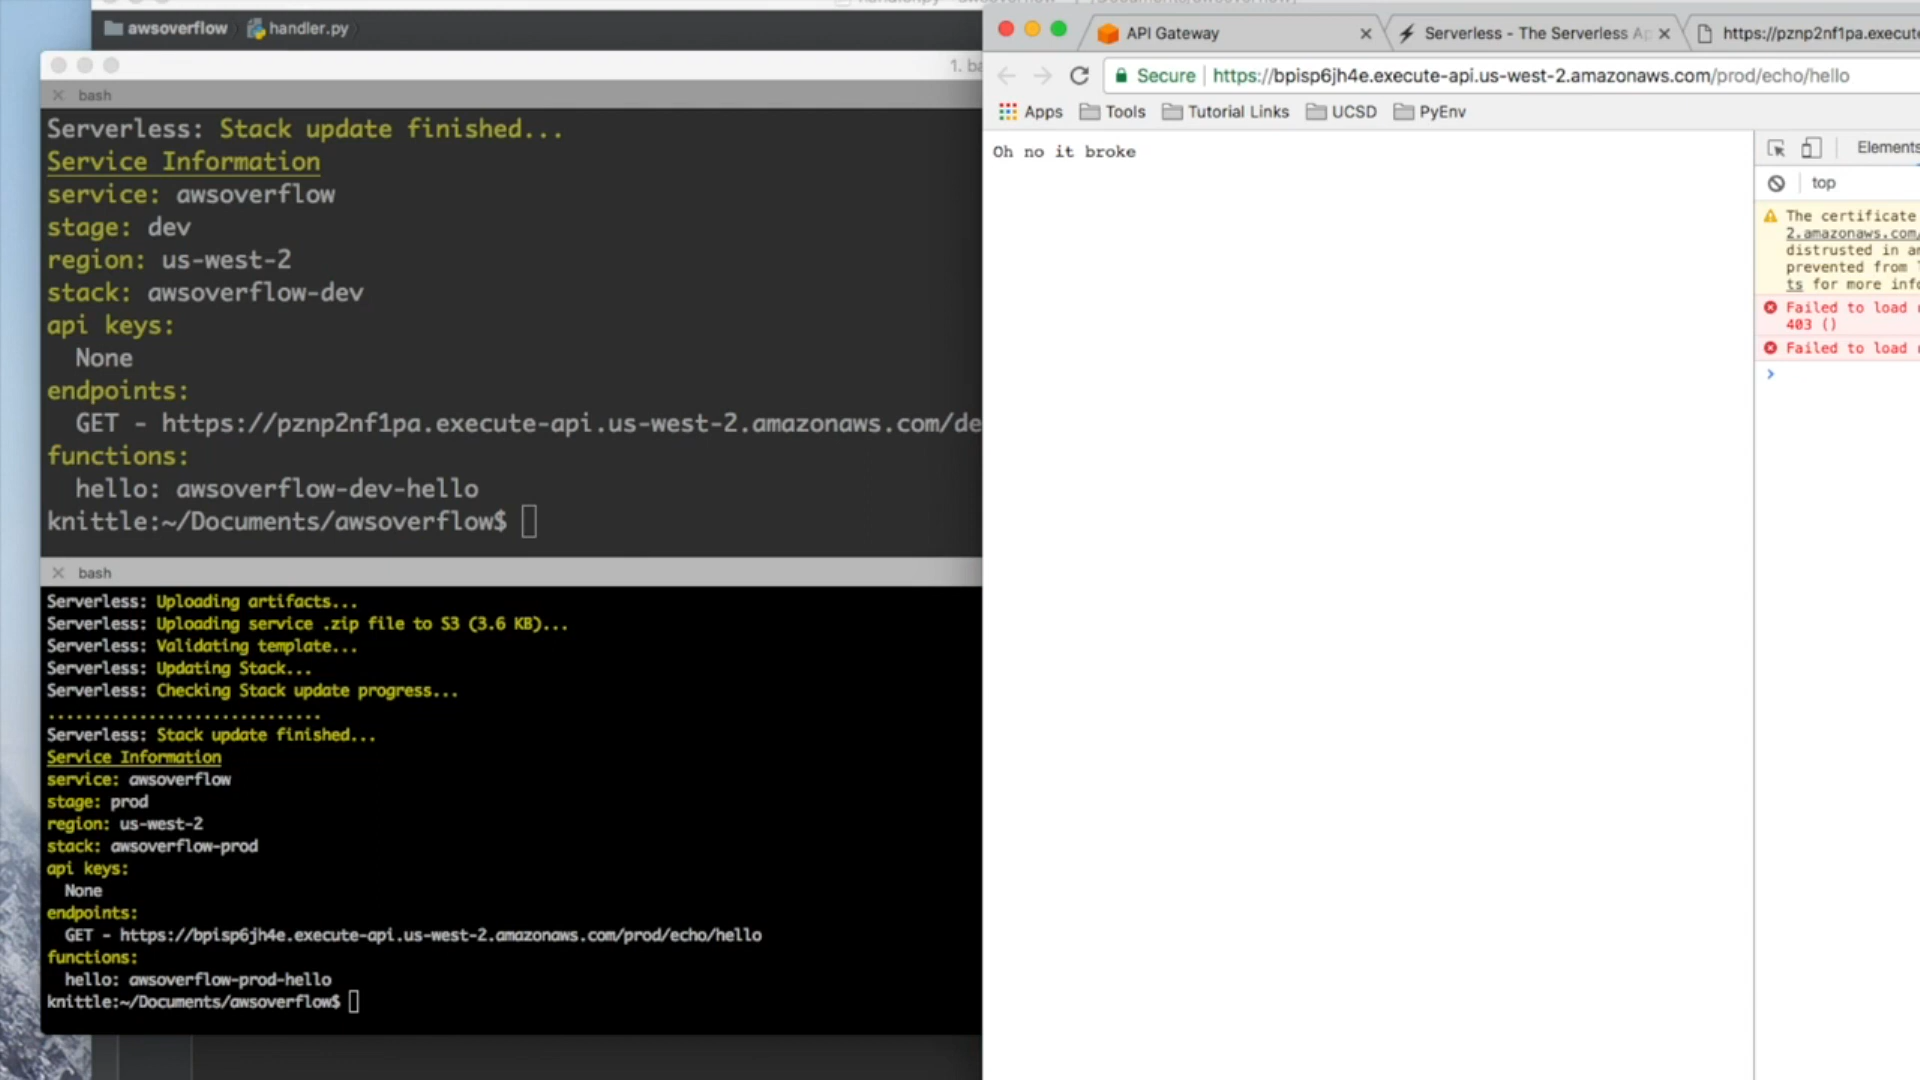 awsoverflow handler.py
bash
Serverless: Stack update finished...
Service Information
service: awsoverflow
stage: dev
region: us-west-2
stack: awsoverflow-dev
api keys:
None
endpoints:
GET - https://pznp2nf1pa.execute-api.us-west-2.amazonaws.com/de
functions:
hello: awsoverflow-dev-hello
knittle:~/Documents/awsoverflow$
bash
Serverless: Uploading artifacts...
Serverless: Uploading service .zip file to S3 (3.6 KB)...
Serverless: Validating template...
Serverless: Updating Stack...
Serverless: Checking Stack update progress...
..............................
Serverless: Stack update finished...
Service Information
service: awsoverflow
stage: prod
region: us-west-2
stack: awsoverflow-prod
api keys:
None
endpoints:
GET - https://bpisp6jh4e.execute-api.us-west-2.amazonaws.com/prod/echo/hello
functions:
hello: awsoverflow-prod-hello
knittle:~/Documents/awsoverflow$
API Gateway
Serverless - The Serverless
https://pznp2nf1pa.execute
Secure https://bpisp6jh4e.execute-api.us-west-2.amazonaws.com/prod/echo/hello
Apps Tools Tutorial Links UCSD PyEnv
Oh no it broke
Elements
top
The certificate
2.amazonaws.com/
distrusted in
prevented from
ts for more info
Failed to load
403 ()
Failed to load